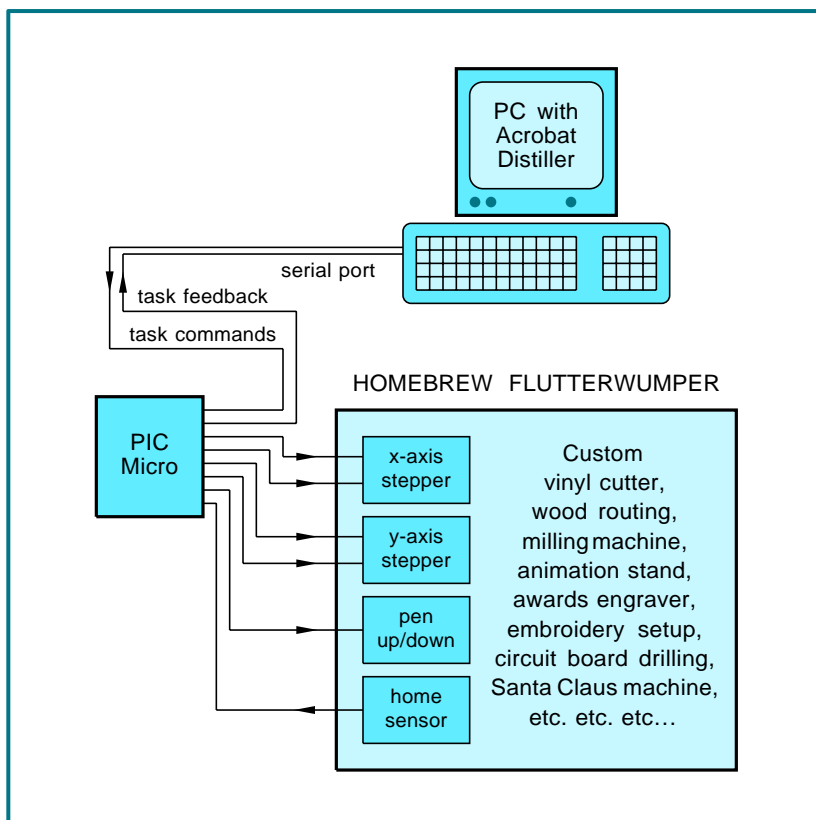 PC with
Acrobat
Distiller
serial port
task feedback
task commands
HOMEBREW FLUTTERWUMPER
PIC
Micro
x-axis
stepper
y-axis
stepper
pen
up/down
home
sensor
Custom
vinyl cutter,
wood routing,
milling machine,
animation stand,
awards engraver,
embroidery setup,
circuit board drilling,
Santa Claus machine,
etc. etc. etc...